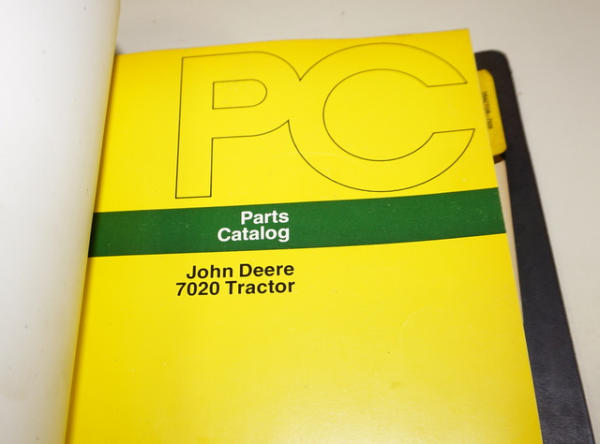 PC
Parts
Catalog
John Deere
7020 Tractor